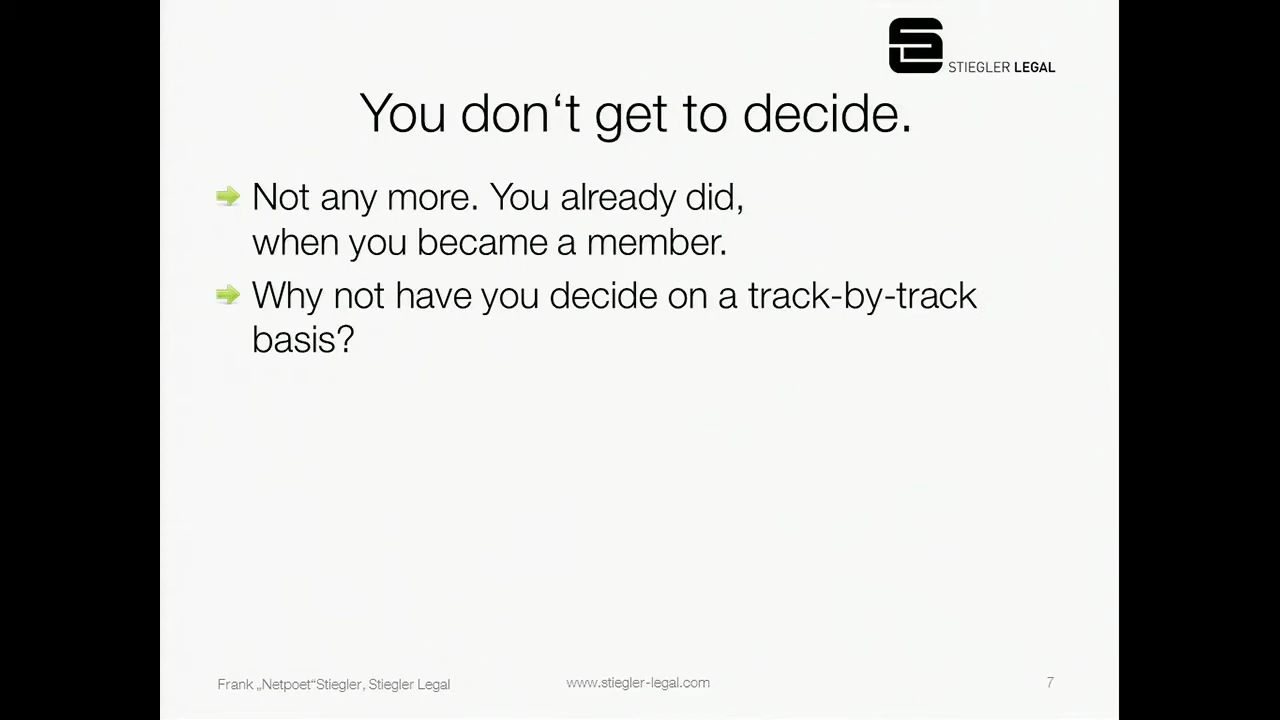 STIEGLER LEGAL
You don‘t get to decide.
Not any more. You already did,
when you became a member.
Why not have you decide on a track-by-track
basis?
Frank „Netpoet“Stiegler, Stiegler Legal
www.stiegler-legal.com
7